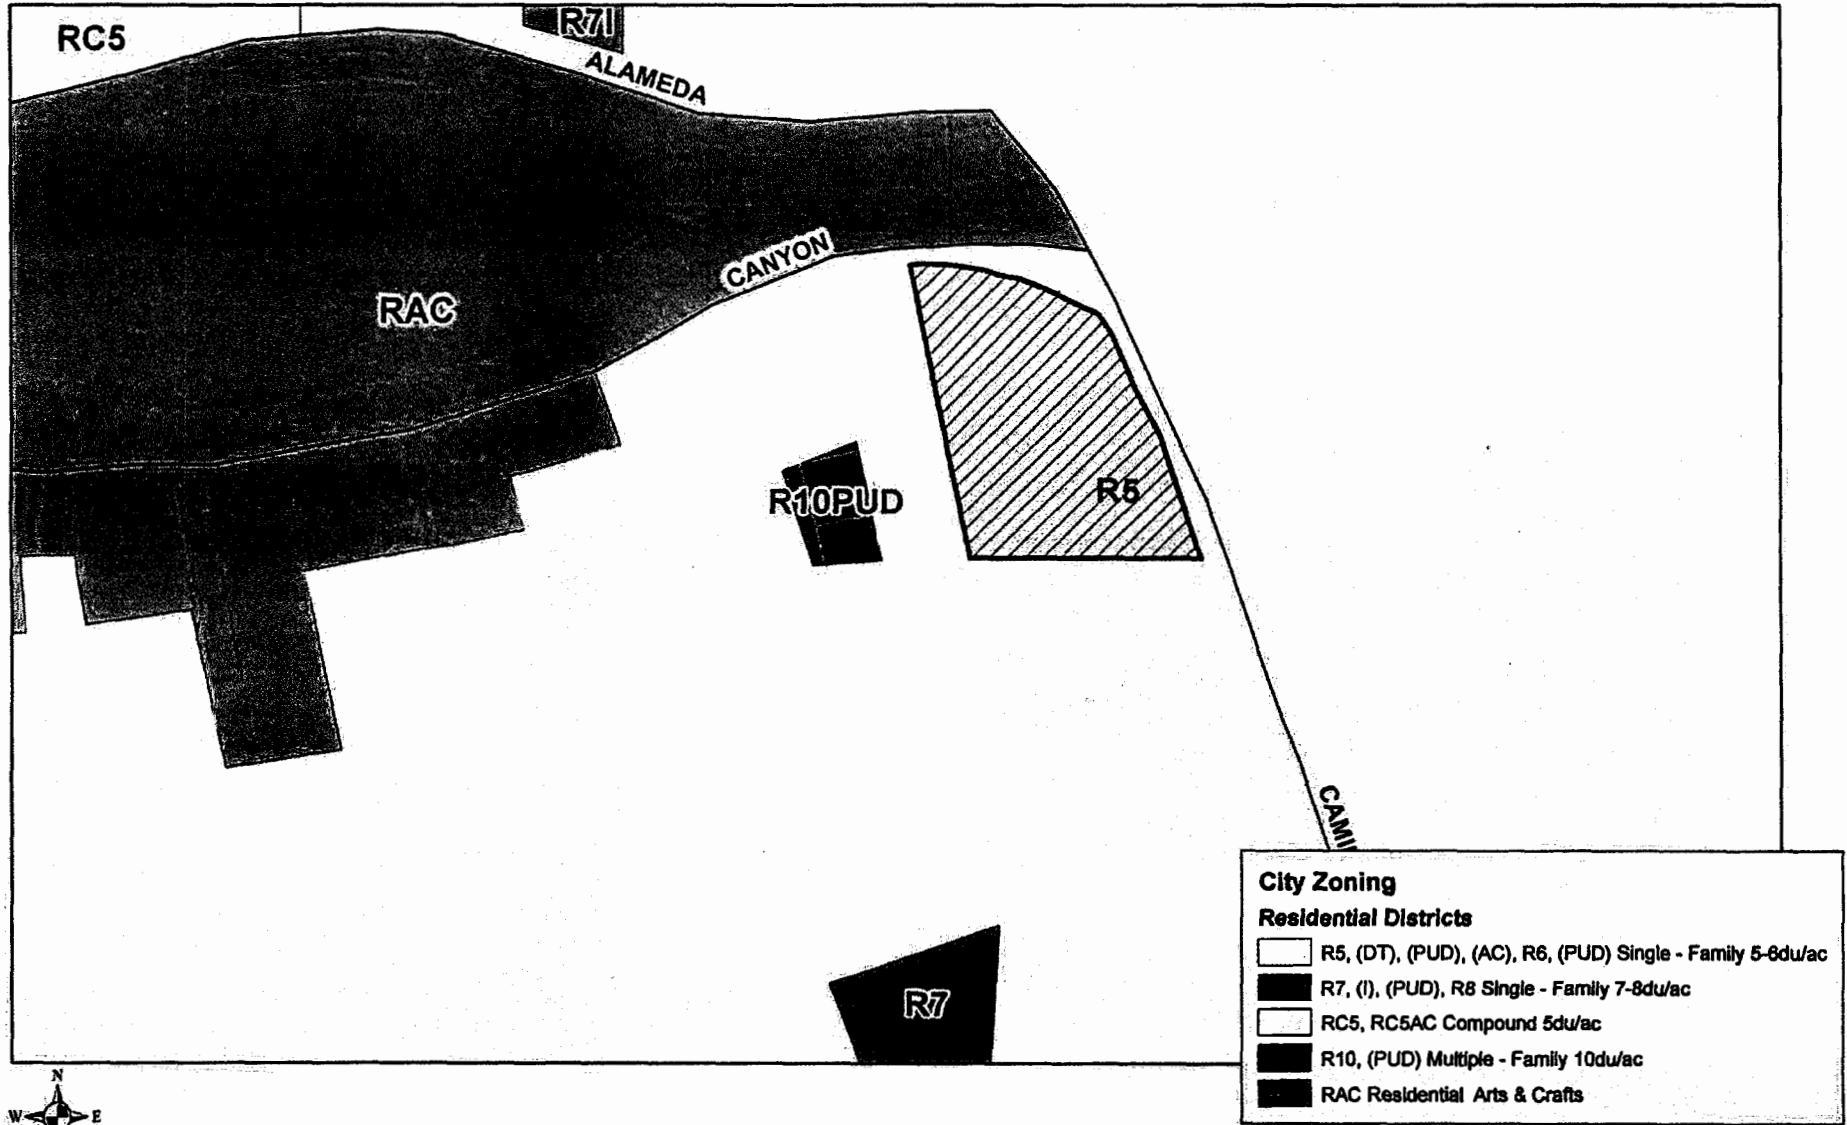 RC5
R7I
ALAMEDA
CANYON
RAC
R10PUD
R5
CAMI
R7
City Zoning
Residential Districts
R5, (DT), (PUD), (AC), R6, (PUD) Single - Family 5-6du/ac
R7, (I), (PUD), R8 Single - Family 7-8du/ac
RC5, RC5AC Compound 5du/ac
R10, (PUD) Multiple - Family 10du/ac
RAC Residential Arts & Crafts
N
W E